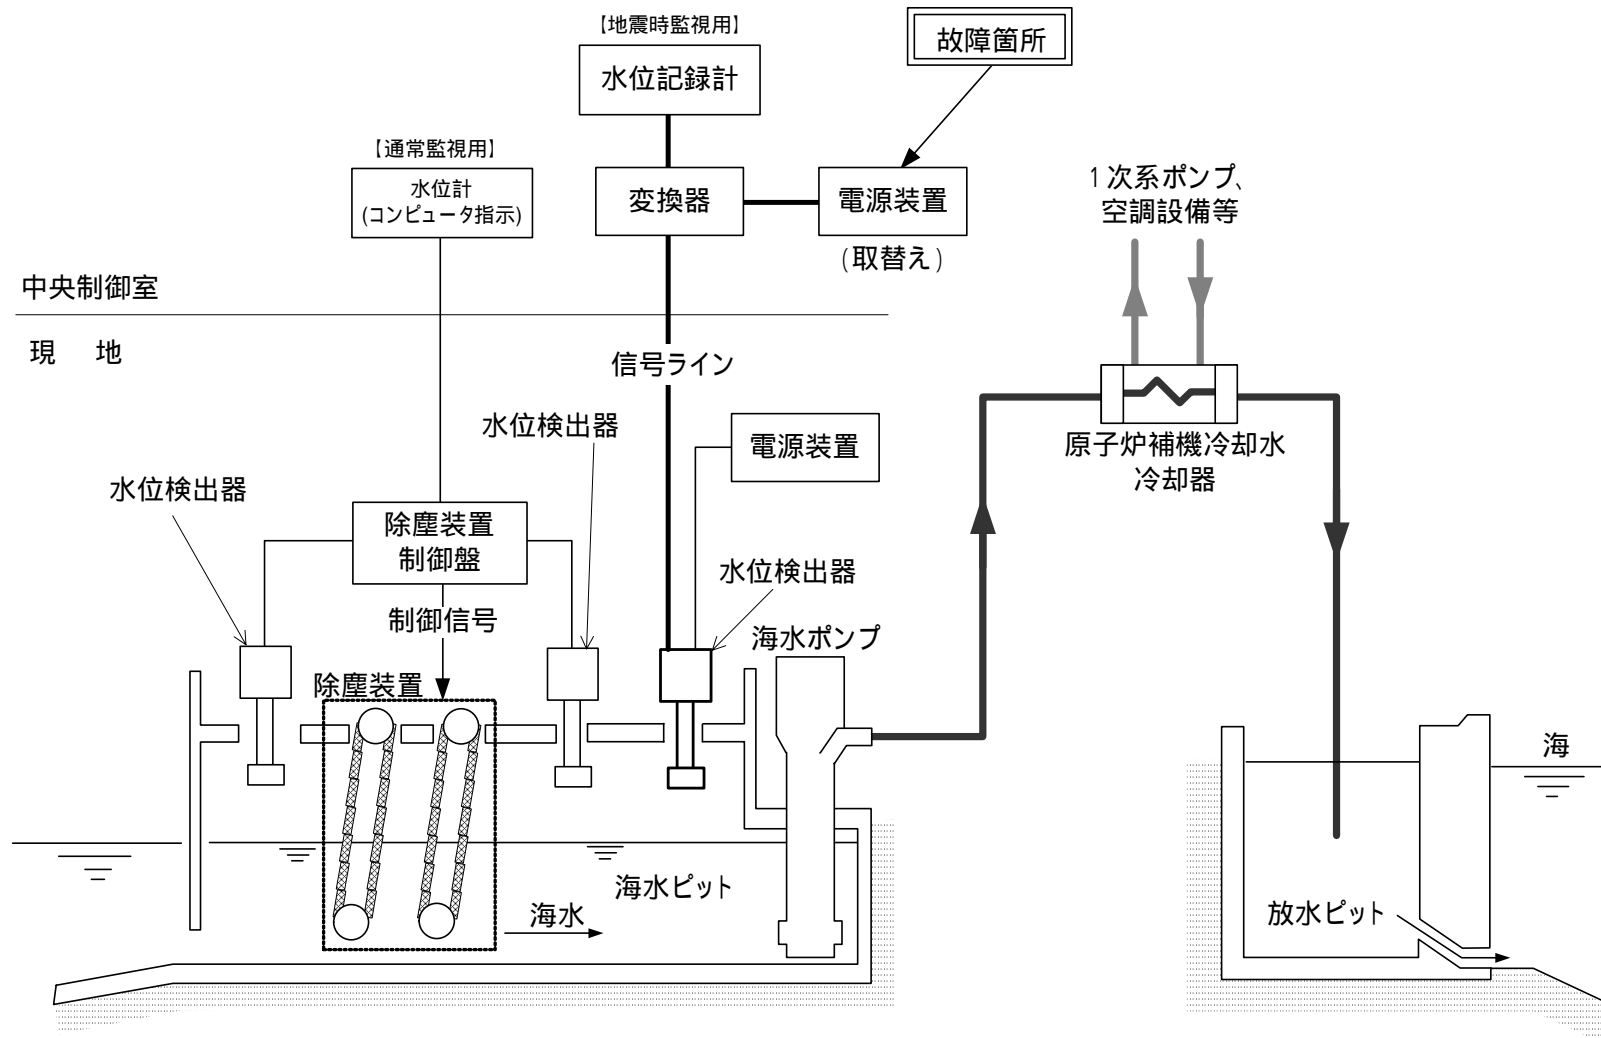 【地震時監視用】
水位記録計
故障箇所
【通常監視用】
水位計
(コンピュータ指示)
変換器
電源装置
(取替え)
1次系ポンプ、
空調設備等
中央制御室
現 地
信号ライン
水位検出器
電源装置
原子炉補機冷却水
冷却器
水位検出器
除塵装置
制御盤
水位検出器
制御信号
海水ポンプ
除塵装置
海
海水ピット
海水
放水ピット